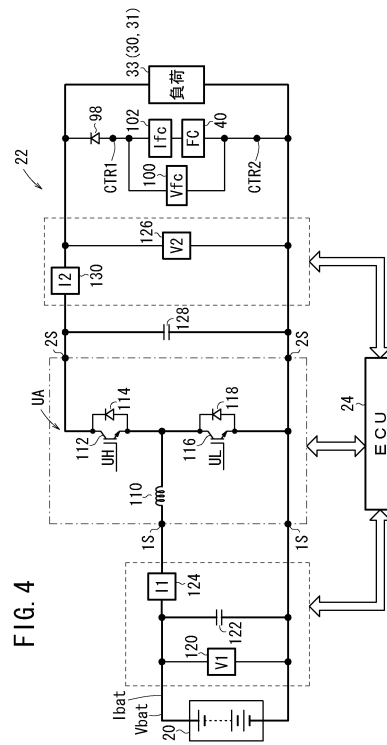 FIG. 4
22
UA
33(30, 31)
負荷
98
CTR1
102
Ifc
FC
40
100
Vfc
CTR2
I2
130
126
V2
2S
128
2S
114
112
UH
118
116
UL
110
1S
1S
I1
124
122
120
V1
Ibat
Vbat
20
24
ECU